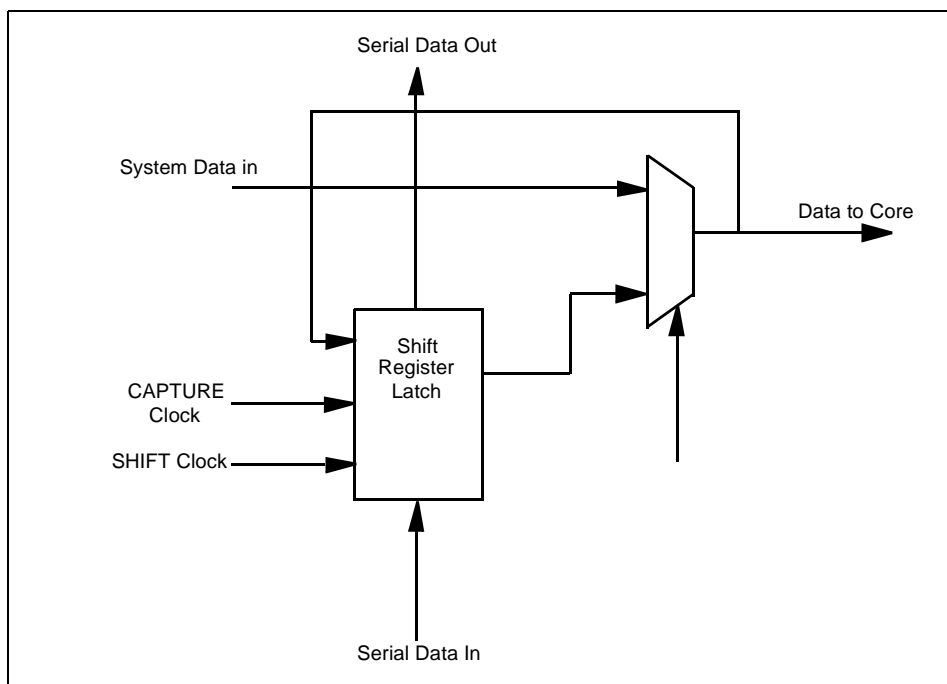 Serial Data Out
System Data in
Data to Core
Shift
Register
Latch
CAPTURE
Clock
SHIFT Clock
Serial Data In